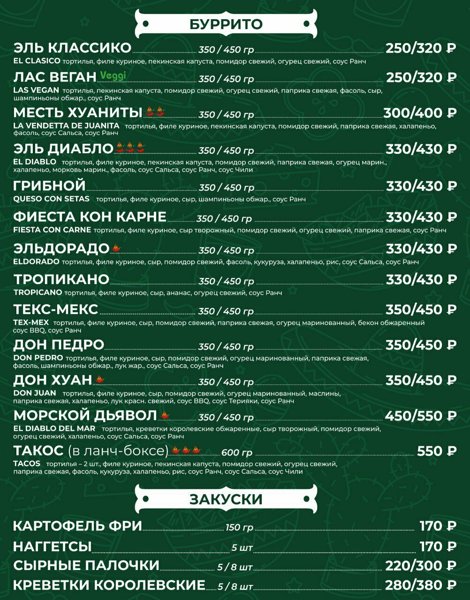 БУРРИТО
ЭЛЬ КЛАССИКО 350 / 450 гр 250/320 ₽
EL CLASICO тортилья, филе куриное, пекинская капуста, помидор свежий, огурец свежий, соус Ранч
ЛАС ВЕГАН Veggi 350 / 450 гр 250/320 ₽
LAS VEGAN тортилья, пекинская капуста, помидор свежий, огурец свежий, паприка свежая, фасоль, сыр,
шампиньоны обжар., соус Ранч
МЕСТЬ ХУАНИТЫ 350 / 450 гр 300/400 ₽
LA VENDETA DE JUANITA тортилья, филе куриное, пекинская капуста, помидор свежий, паприка свежая, халапеньо,
фасоль, соус Сальса, соус Ранч
ЭЛЬ ДИАБЛО 350 / 450 гр 330/430 ₽
EL DIABLO тортилья, филе куриное, пекинская капуста, помидор свежий, паприка свежая, огурец марин.,
халапеньо, морковь марин., фасоль, соус Сальса, соус Ранч, соус Чили
ГРИБНОЙ 350 / 450 гр 330/430 ₽
QUESO CON SETAS тортилья, филе куриное, сыр, шампиньоны обжар., соус Ранч
ФИЕСТА КОН КАРНЕ 350 / 450 гр 330/430 ₽
FIESTA CON CARNE тортилья, филе куриное, сыр творожный, помидор свежий, огурец свежий, паприка свежая, соус Ранч
ЭЛЬДОРАДО 350 / 450 гр 330/430 ₽
ELDORADO тортилья, филе куриное, сыр, помидор свежий, фасоль, кукуруза, халапеньо, рис, соус Сальса, соус Ранч
ТРОПИКАНО 350 / 450 гр 330/430 ₽
TROPICANO тортилья, филе куриное, сыр, ананас, огурец свежий, соус Ранч
ТЕКС-МЕКС 350 / 450 гр 350/450 ₽
TEX-MEX тортилья, филе куриное, сыр, помидор свежий, паприка свежая, огурец маринованный, бекон обжаренный
соус BBQ, соус Ранч
ДОН ПЕДРО 350 / 450 гр 350/450 ₽
DON PEDRO тортилья, филе куриное, сыр, помидор свежий, огурец маринованный, паприка свежая,
фасоль, шампиньоны обжар., лук жар., соус Сальса, соус Ранч
ДОН ХУАН 350 / 450 гр 350/450 ₽
DON JUAN тортилья, филе куриное, сыр, помидор свежий, огурец маринованный, маслины,
паприка свежая, халапеньо, лук красн. свежий, соус BBQ, соус Терияки, соус Ранч
МОРСКОЙ ДЬЯВОЛ 350 / 450 гр 450/550 ₽
EL DIABLO DEL MAR тортилья, креветки королевские обжаренные, сыр творожный, помидор свежий,
огурец свежий, халапеньо, соус Сальса, соус Ранч
ТАКОС (в ланч-боксе) 600 гр 550 ₽
TACOS тортилья – 2 шт., филе куриное, пекинская капуста, помидор свежий, огурец свежий,
паприка свежая, фасоль, кукуруза, халапеньо, рис, соус Ранч, соус Сальса, соус Чили
ЗАКУСКИ
КАРТОФЕЛЬ ФРИ 150 гр 170 ₽
НАГГЕТСЫ 5 шт 170 ₽
СЫРНЫЕ ПАЛОЧКИ 5 / 8 шт 220/300 ₽
КРЕВЕТКИ КОРОЛЕВСКИЕ 5 / 8 шт 280/380 ₽